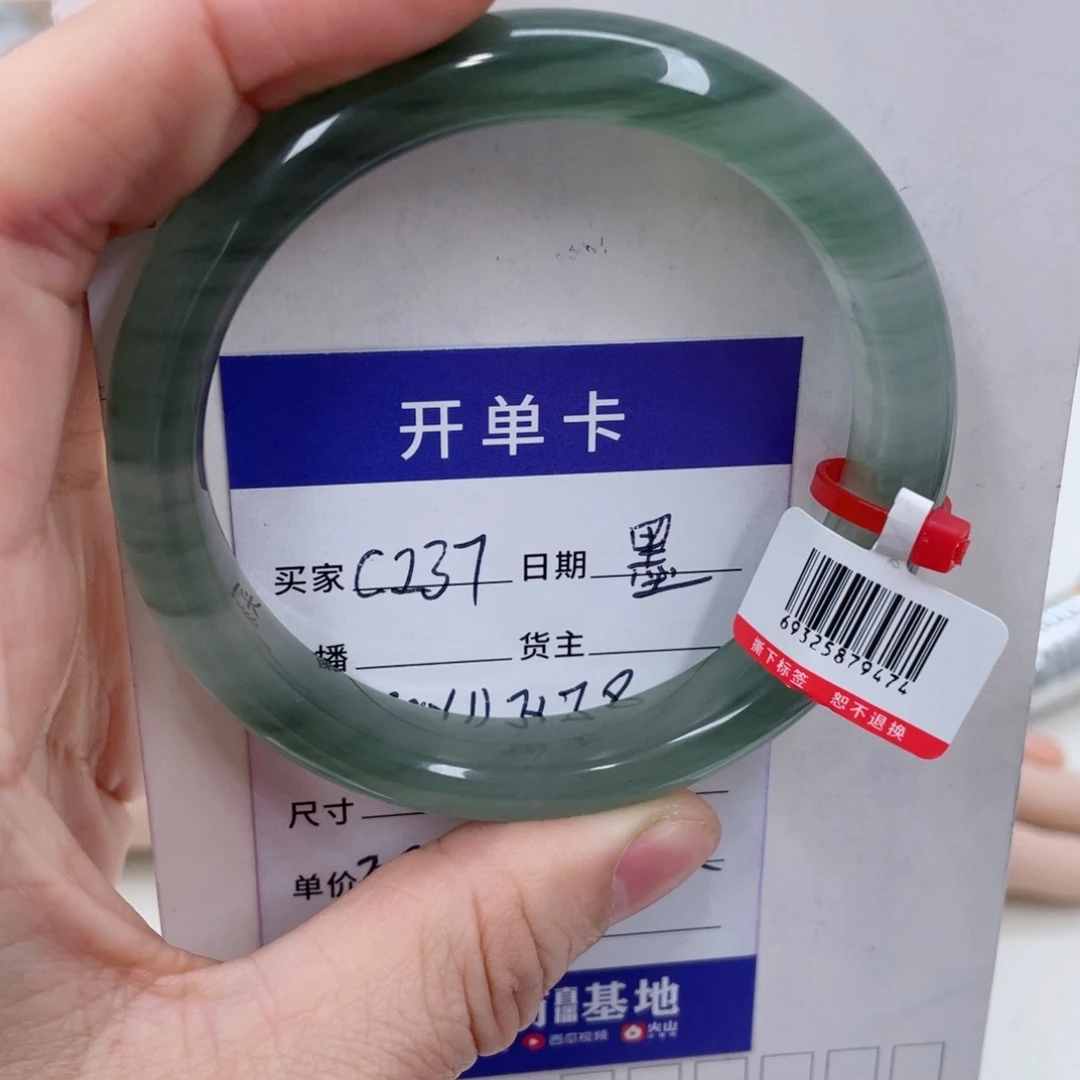 开单卡
买家 C237 日期 墨
播 货主
尺寸
单价
基地
西瓜视频 火山
69325879474
撕下标签 恕不退换